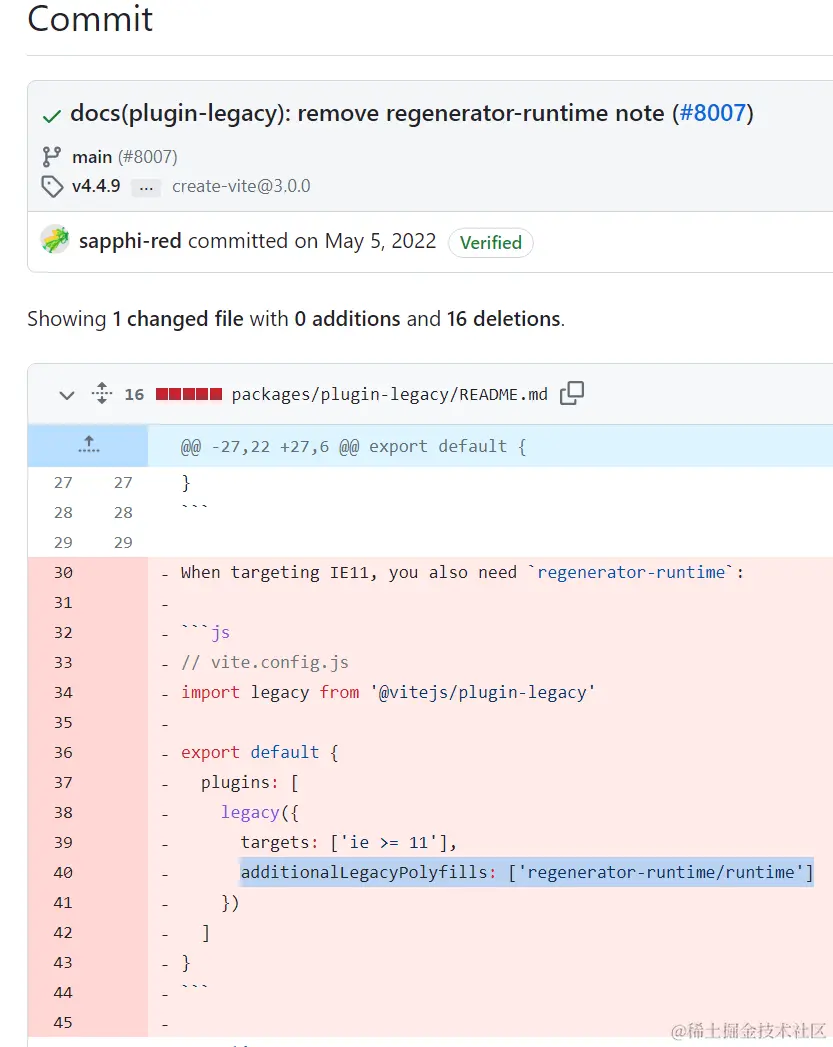 Commit
docs(plugin-legacy): remove regenerator-runtime note (#8007)
main (#8007)
v4.4.9 ... create-vite@3.0.0
sapphi-red committed on May 5, 2022 Verified
Showing 1 changed file with 0 additions and 16 deletions.
16 packages/plugin-legacy/README.md
@@ -27,22 +27,6 @@ export default {
27 27 }
28 28 ```
29 29
30 - When targeting IE11, you also need `regenerator-runtime`:
31 -
32 - ```js
33 - // vite.config.js
34 - import legacy from '@vitejs/plugin-legacy'
35 -
36 - export default {
37 - plugins: [
38 - legacy({
39 - targets: ['ie >= 11'],
40 - additionalLegacyPolyfills: ['regenerator-runtime/runtime']
41 - })
42 - ]
43 - }
44 - ```
45 -
@稀土掘金技术社区